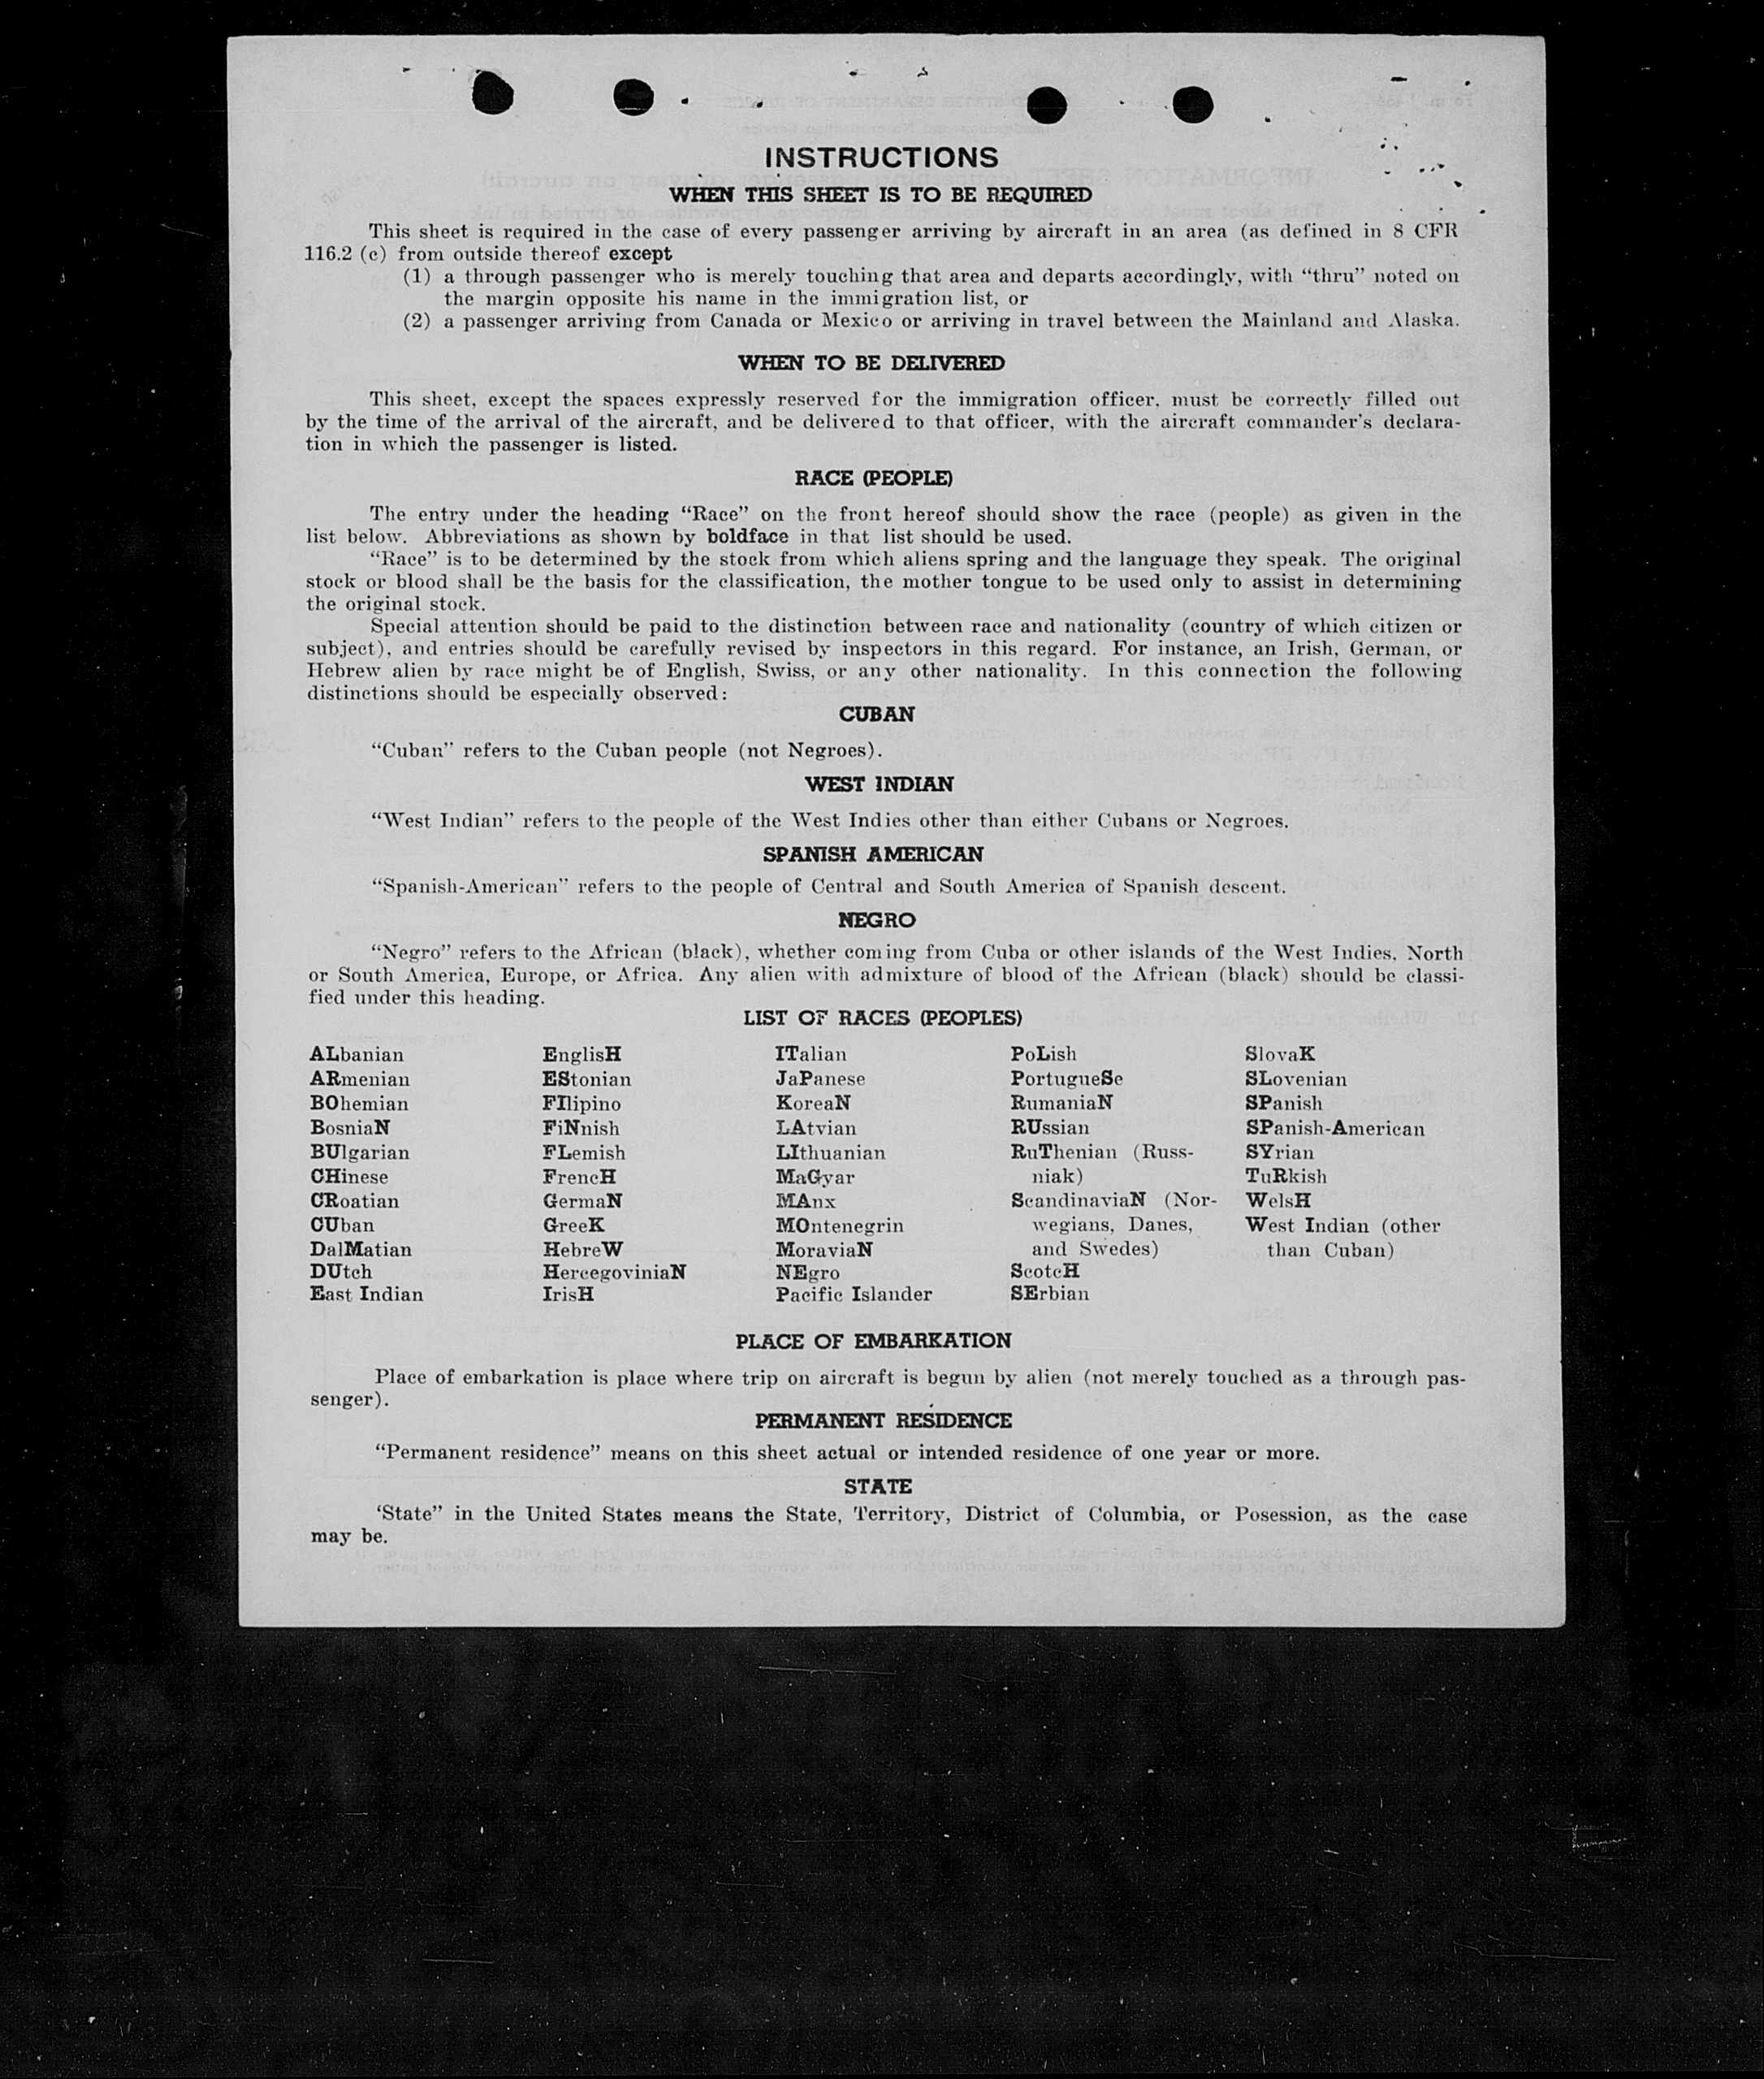 INSTRUCTIONS
WHEN THIS SHEET IS TO BE REQUIRED
This sheet is required in the case of every passenger arriving by aircraft in an area (as defined in 8 CFR
116.2 (c) from outside thereof except
(1) a through passenger who is merely touching that area and departs accordingly, with “thru” noted on
the margin opposite his name in the immigration list, or
(2) a passenger arriving from Canada or Mexico or arriving in travel between the Mainland and Alaska.
WHEN TO BE DELIVERED
This sheet, except the spaces expressly reserved for the immigration officer, must be correctly filled out
by the time of the arrival of the aircraft, and be delivered to that officer, with the aircraft commander’s declara-
tion in which the passenger is listed.
RACE (PEOPLE)
The entry under the heading “Race” on the front hereof should show the race (people) as given in the
list below. Abbreviations as shown by boldface in that list should be used.
“Race” is to be determined by the stock from which aliens spring and the language they speak. The original
stock or blood shall be the basis for the classification, the mother tongue to be used only to assist in determining
the original stock.
Special attention should be paid to the distinction between race and nationality (country of which citizen or
subject), and entries should be carefully revised by inspectors in this regard. For instance, an Irish, German, or
Hebrew alien by race might be of English, Swiss, or any other nationality. In this connection the following
distinctions should be especially observed:
CUBAN
“Cuban” refers to the Cuban people (not Negroes).
WEST INDIAN
“West Indian” refers to the people of the West Indies other than either Cubans or Negroes.
SPANISH AMERICAN
“Spanish-American” refers to the people of Central and South America of Spanish descent.
NEGRO
“Negro” refers to the African (black), whether coming from Cuba or other islands of the West Indies, North
or South America, Europe, or Africa. Any alien with admixture of blood of the African (black) should be classi-
fied under this heading.
LIST OF RACES (PEOPLES)
ALbanian
ARmenian
BOhemian
BosniaN
BUlgarian
CHinese
CRoatian
CUban
DalMatian
DUtch
East Indian
EnglisH
EStonian
FIlipino
FiNnish
FLemish
FrencH
GermaN
GreeK
HebreW
HercegoviniaN
IrisH
ITalian
JaPanese
KoreaN
LAtvian
LIthuanian
MaGyar
MAnx
MOntenegrin
MoraviaN
NEgro
Pacific Islander
PoLish
PortugueSe
RumaniaN
RUssian
RuThenian (Russ-
niak)
ScandinaviaN (Nor-
wegians, Danes,
and Swedes)
ScotcH
SErbian
SlovaK
SLovenian
SPanish
SPanish-American
SYrian
TuRkish
WelsH
West Indian (other
than Cuban)
PLACE OF EMBARKATION
Place of embarkation is place where trip on aircraft is begun by alien (not merely touched as a through pas-
senger).
PERMANENT RESIDENCE
“Permanent residence” means on this sheet actual or intended residence of one year or more.
STATE
‘State” in the United States means the State, Territory, District of Columbia, or Posession, as the case
may be.